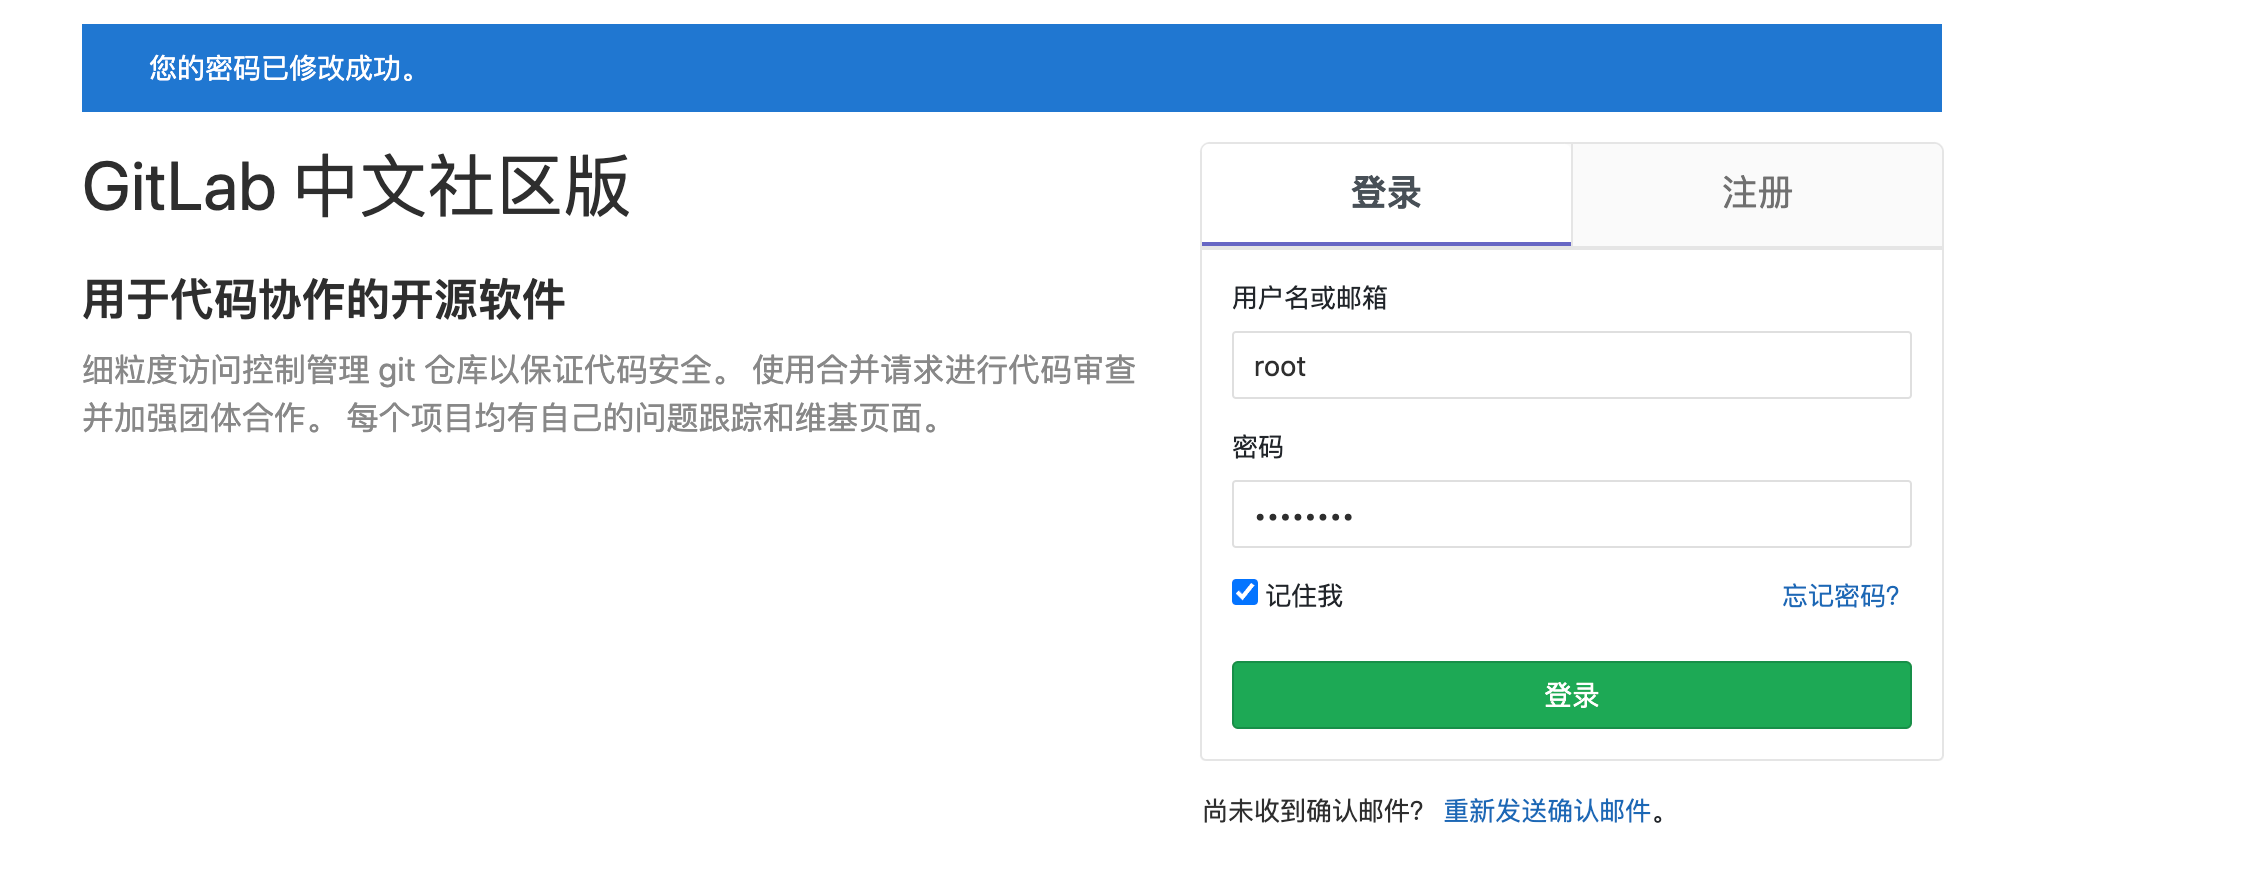 您的密码已修改成功。
GitLab 中文社区版
用于代码协作的开源软件
细粒度访问控制管理 git 仓库以保证代码安全。 使用合并请求进行代码审查
并加强团体合作。 每个项目均有自己的问题跟踪和维基页面。
登录 注册
用户名或邮箱
root
密码
••••••••
记住我 忘记密码?
登录
尚未收到确认邮件? 重新发送确认邮件。